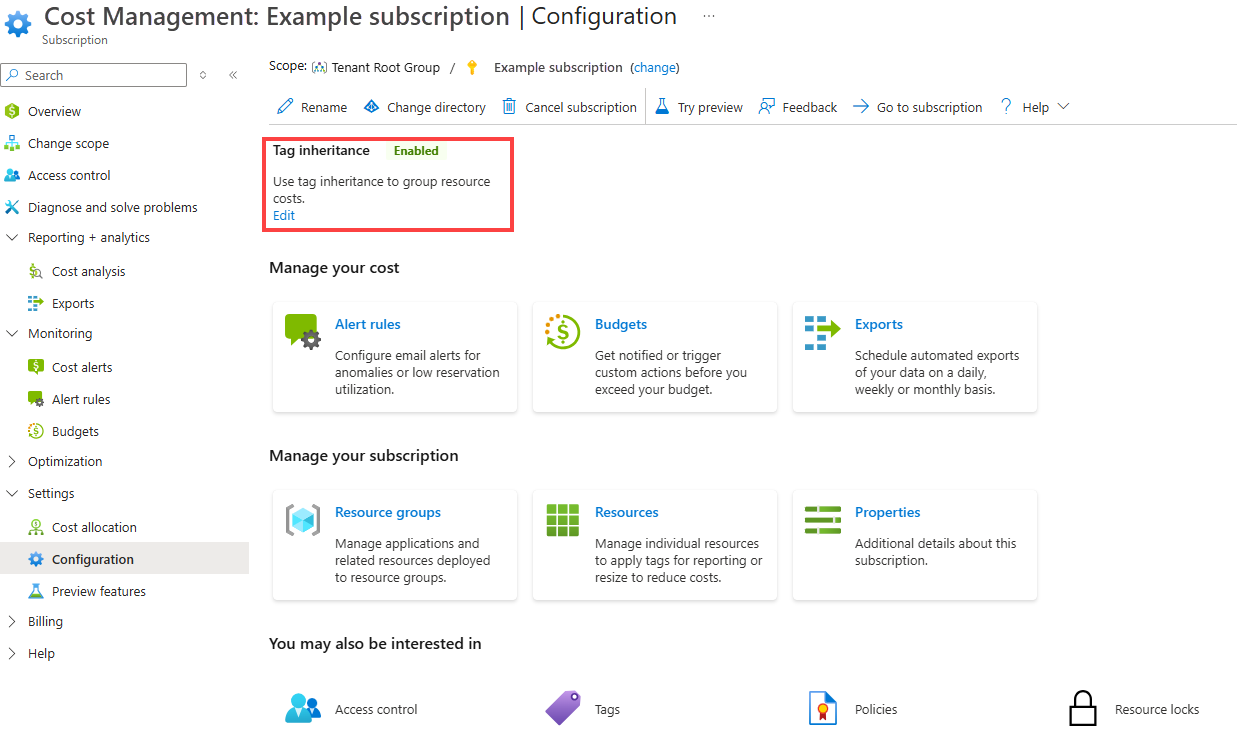 Cost Management: Example subscription | Configuration ...
Subscription
Search
Overview
Change scope
Access control
Diagnose and solve problems
Reporting + analytics
Cost analysis
Exports
Monitoring
Cost alerts
Alert rules
Budgets
Optimization
Settings
Cost allocation
Configuration
Preview features
Billing
Help
Scope: Tenant Root Group / Example subscription (change)
Rename Change directory Cancel subscription Try preview Feedback Go to subscription Help
Tag inheritance Enabled
Use tag inheritance to group resource
costs.
Edit
Manage your cost
Alert rules
Configure email alerts for
anomalies or low reservation
utilization.
Budgets
Get notified or trigger
custom actions before you
exceed your budget.
Exports
Schedule automated exports
of your data on a daily,
weekly or monthly basis.
Manage your subscription
Resource groups
Manage applications and
related resources deployed
to resource groups.
Resources
Manage individual resources
to apply tags for reporting or
resize to reduce costs.
Properties
Additional details about this
subscription.
You may also be interested in
Access control
Tags
Policies
Resource locks